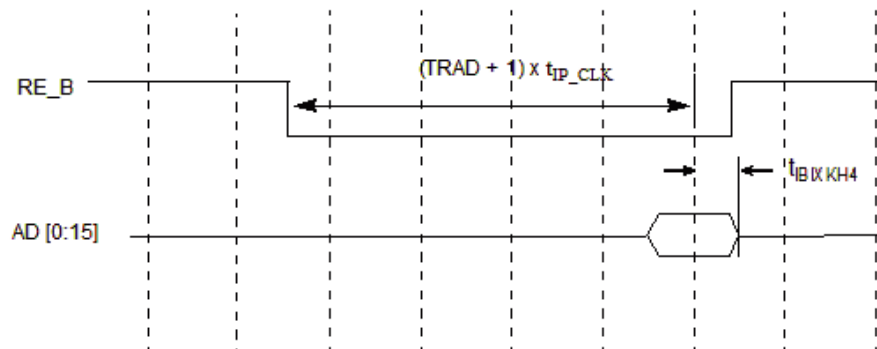 (TRAD + 1) x tIP_CLK
RE_B
tIBIXKH4
AD [0:15]